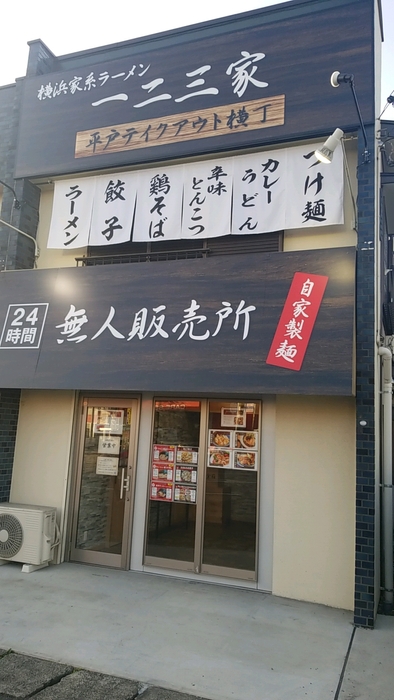 横浜家系ラーメン
一二三家
平戸テイクアウト横丁
つけ麺
カレーうどん
辛味とんこつ
鶏そば
餃子
ラーメン
24時間
無人販売所
自家製麺